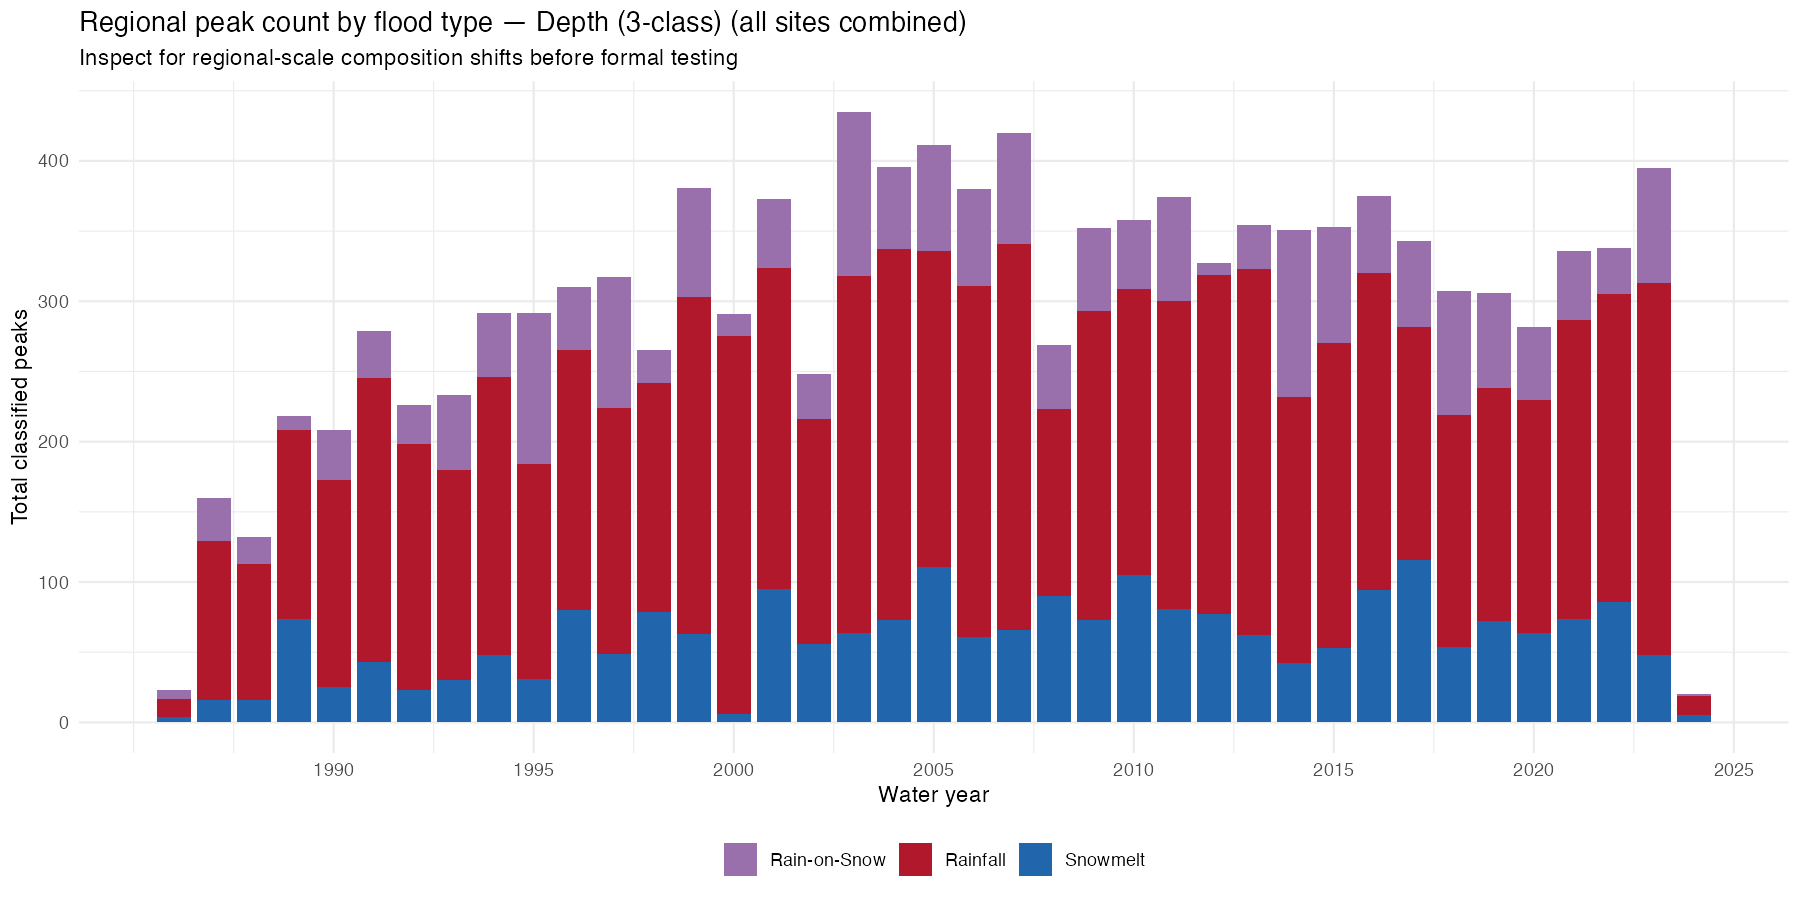 Regional peak count by flood type — Depth (3-class) (all sites combined)
Inspect for regional-scale composition shifts before formal testing
Total classified peaks
400
300
200
100
0
1990 1995 2000 2005 2010 2015 2020 2025
Water year
Rain-on-Snow Rainfall Snowmelt